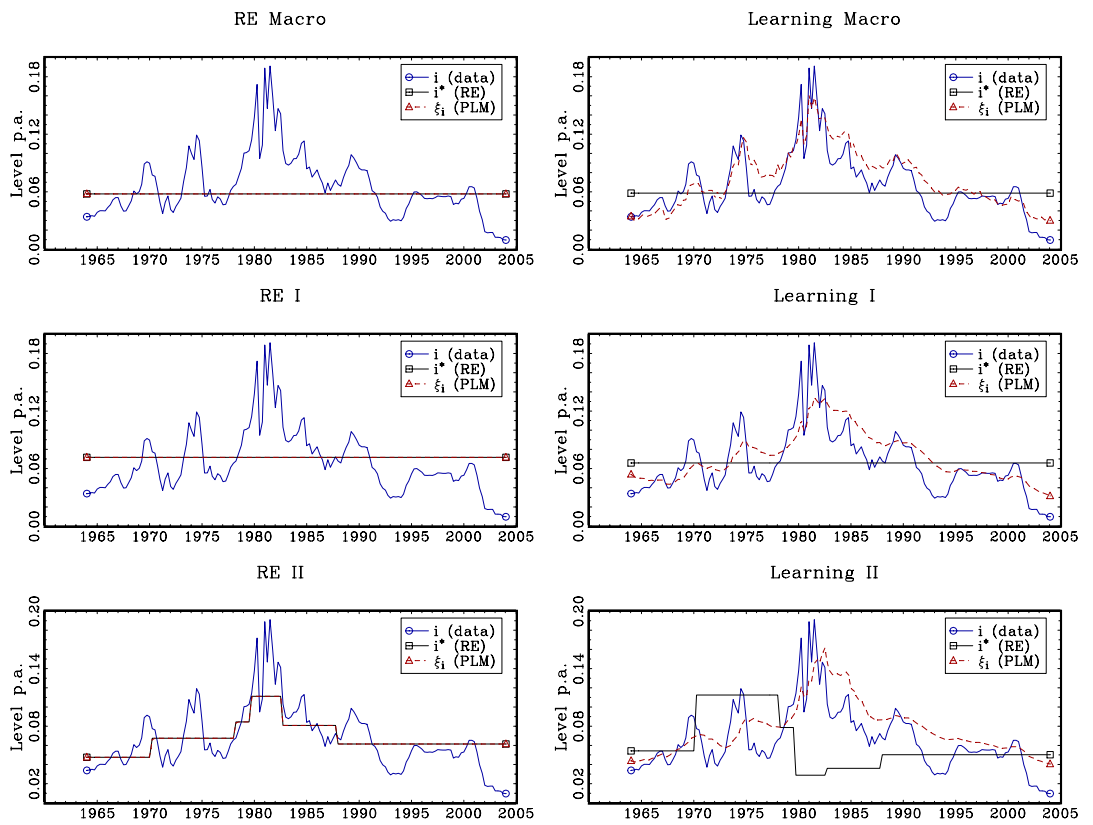 RE Macro
Level p.a.
0.18
0.12
0.06
0.00
i (data)
i* (RE)
ξi (PLM)
1965 1970 1975 1980 1985 1990 1995 2000 2005
Learning Macro
Level p.a.
0.18
0.12
0.06
0.00
i (data)
i* (RE)
ξi (PLM)
1965 1970 1975 1980 1985 1990 1995 2000 2005
RE I
Level p.a.
0.18
0.12
0.06
0.00
i (data)
i* (RE)
ξi (PLM)
1965 1970 1975 1980 1985 1990 1995 2000 2005
Learning I
Level p.a.
0.18
0.12
0.06
0.00
i (data)
i* (RE)
ξi (PLM)
1965 1970 1975 1980 1985 1990 1995 2000 2005
RE II
Level p.a.
0.20
0.14
0.08
0.02
i (data)
i* (RE)
ξi (PLM)
1965 1970 1975 1980 1985 1990 1995 2000 2005
Learning II
Level p.a.
0.20
0.14
0.08
0.02
i (data)
i* (RE)
ξi (PLM)
1965 1970 1975 1980 1985 1990 1995 2000 2005